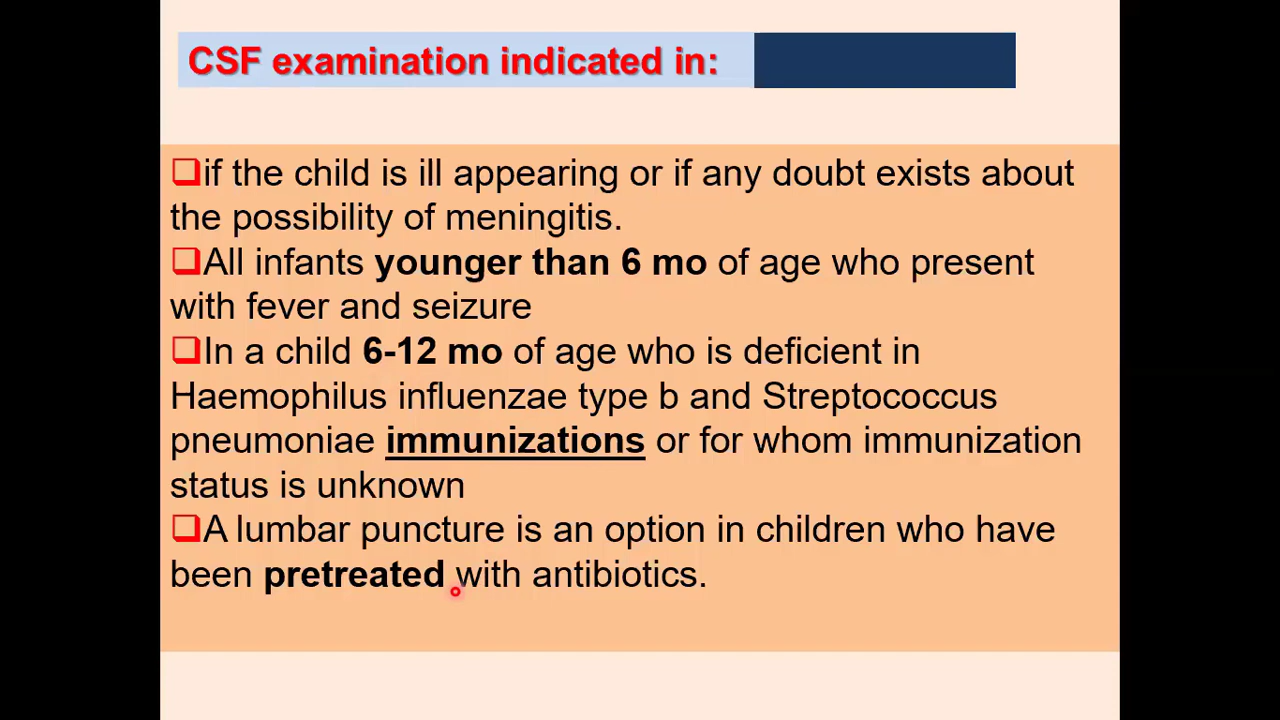 CSF examination indicated in:
❑if the child is ill appearing or if any doubt exists about
the possibility of meningitis.
❑All infants younger than 6 mo of age who present
with fever and seizure
❑In a child 6-12 mo of age who is deficient in
Haemophilus influenzae type b and Streptococcus
pneumoniae immunizations or for whom immunization
status is unknown
❑A lumbar puncture is an option in children who have
been pretreated with antibiotics.